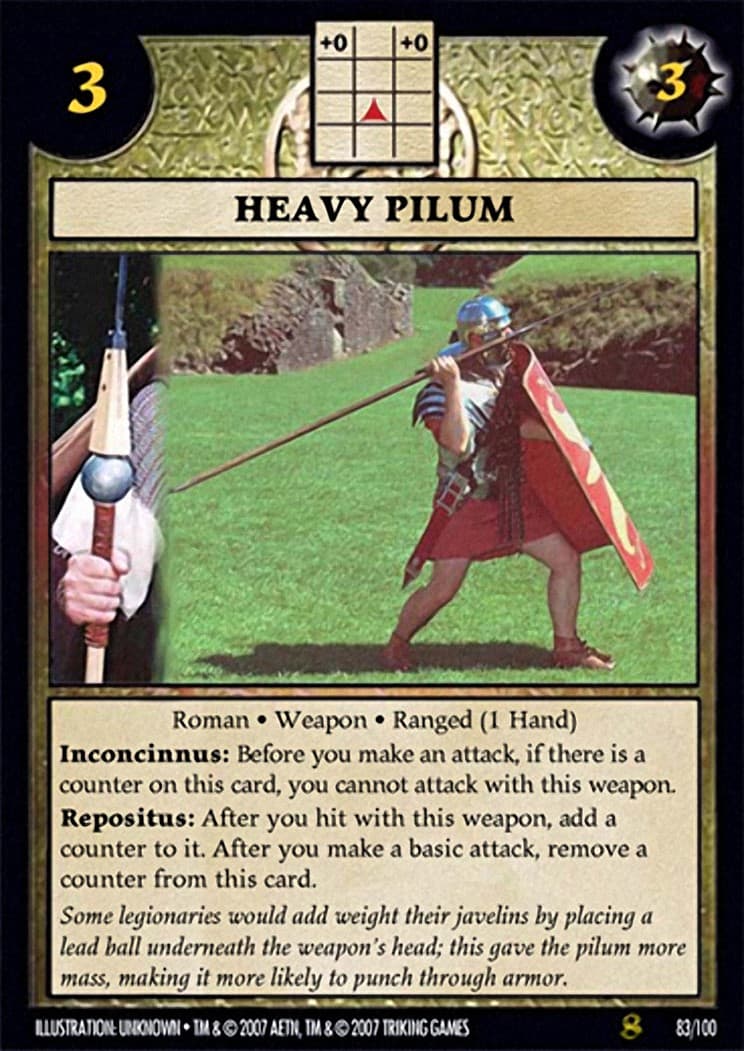 3
+0 +0
3
HEAVY PILUM
Roman • Weapon • Ranged (1 Hand)
Inconcinnus: Before you make an attack, if there is a
counter on this card, you cannot attack with this weapon.
Repositus: After you hit with this weapon, add a
counter to it. After you make a basic attack, remove a
counter from this card.
Some legionaries would add weight their javelins by placing a
lead ball underneath the weapon's head; this gave the pilum more
mass, making it more likely to punch through armor.
ILLUSTRATION: UNKNOWN • TM & © 2007 AETN, TM & © 2007 TRIKING GAMES 8 83/100